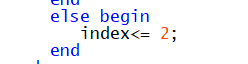 end
else begin
index<= 2;
end